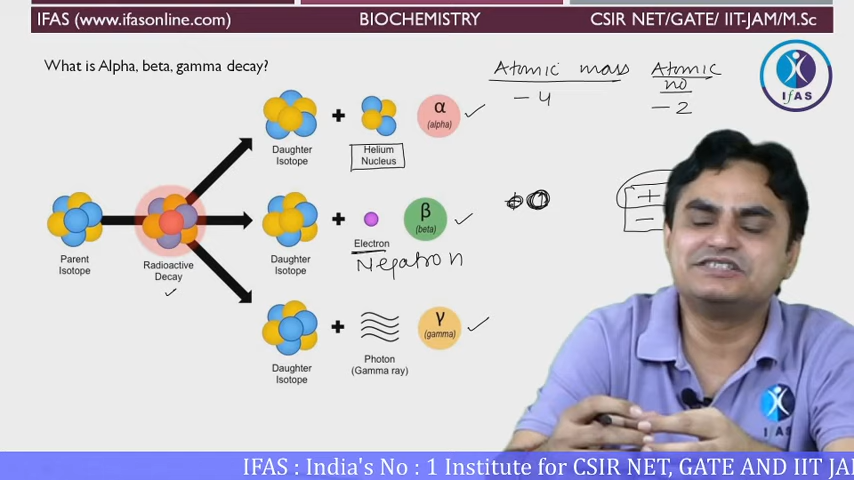 IFAS (www.ifasonline.com)
BIOCHEMISTRY
CSIR NET/GATE/ IIT-JAM/M.Sc
What is Alpha, beta, gamma decay?
Atomic mass
Atomic
no
- 4
- 2
IfAS
α
(alpha)
Daughter
Isotope
Helium
Nucleus
+
-
β
(beta)
Parent
Isotope
Radioactive
Decay
Daughter
Isotope
Electron
Negatron
γ
(gamma)
Daughter
Isotope
Photon
(Gamma ray)
IFAS
IFAS : India's No : 1 Institute for CSIR NET, GATE AND IIT JA